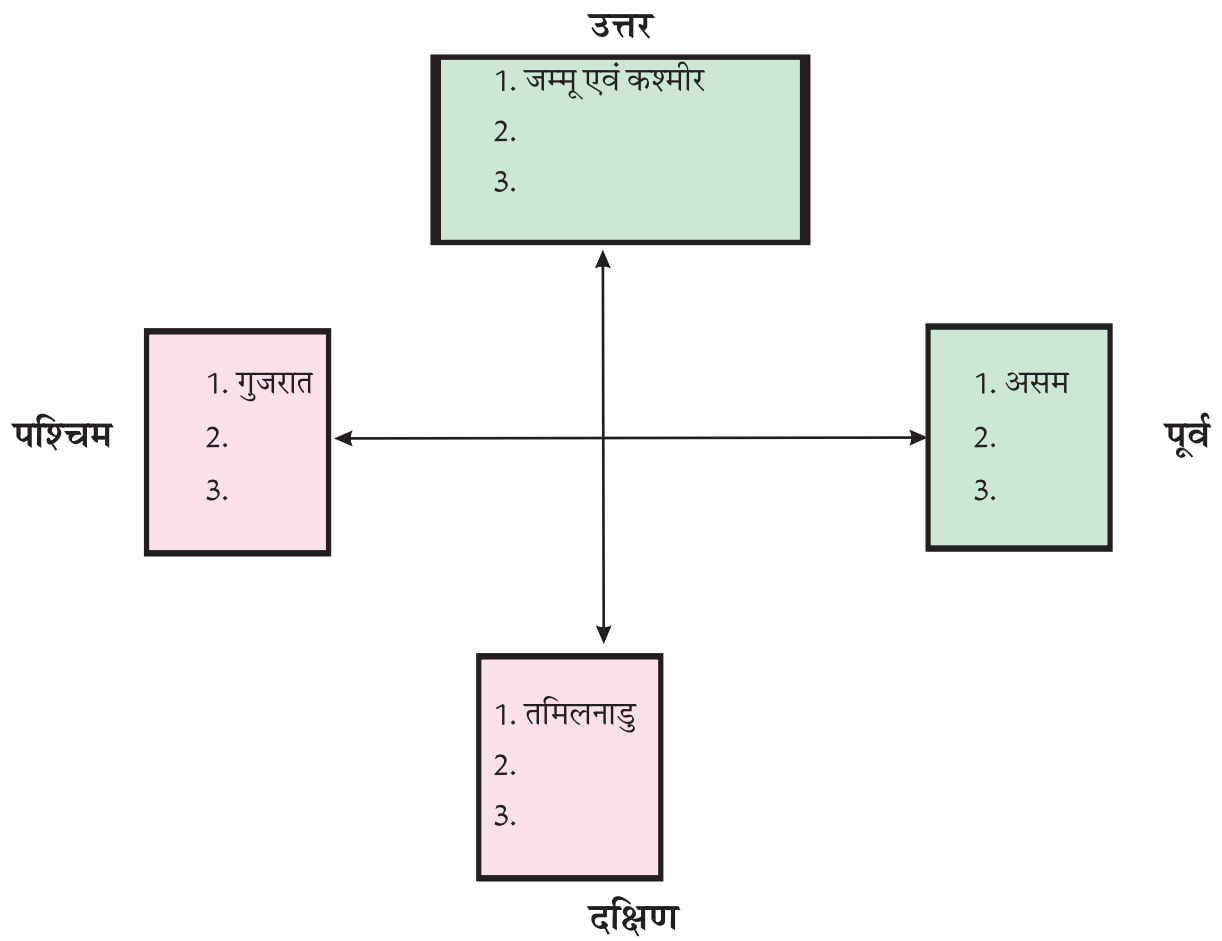 उत्तर
1. जम्मू एवं कश्मीर
2.
3.
पश्चिम
1. गुजरात
2.
3.
1. असम
2.
3.
पूर्व
1. तमिलनाडु
2.
3.
दक्षिण